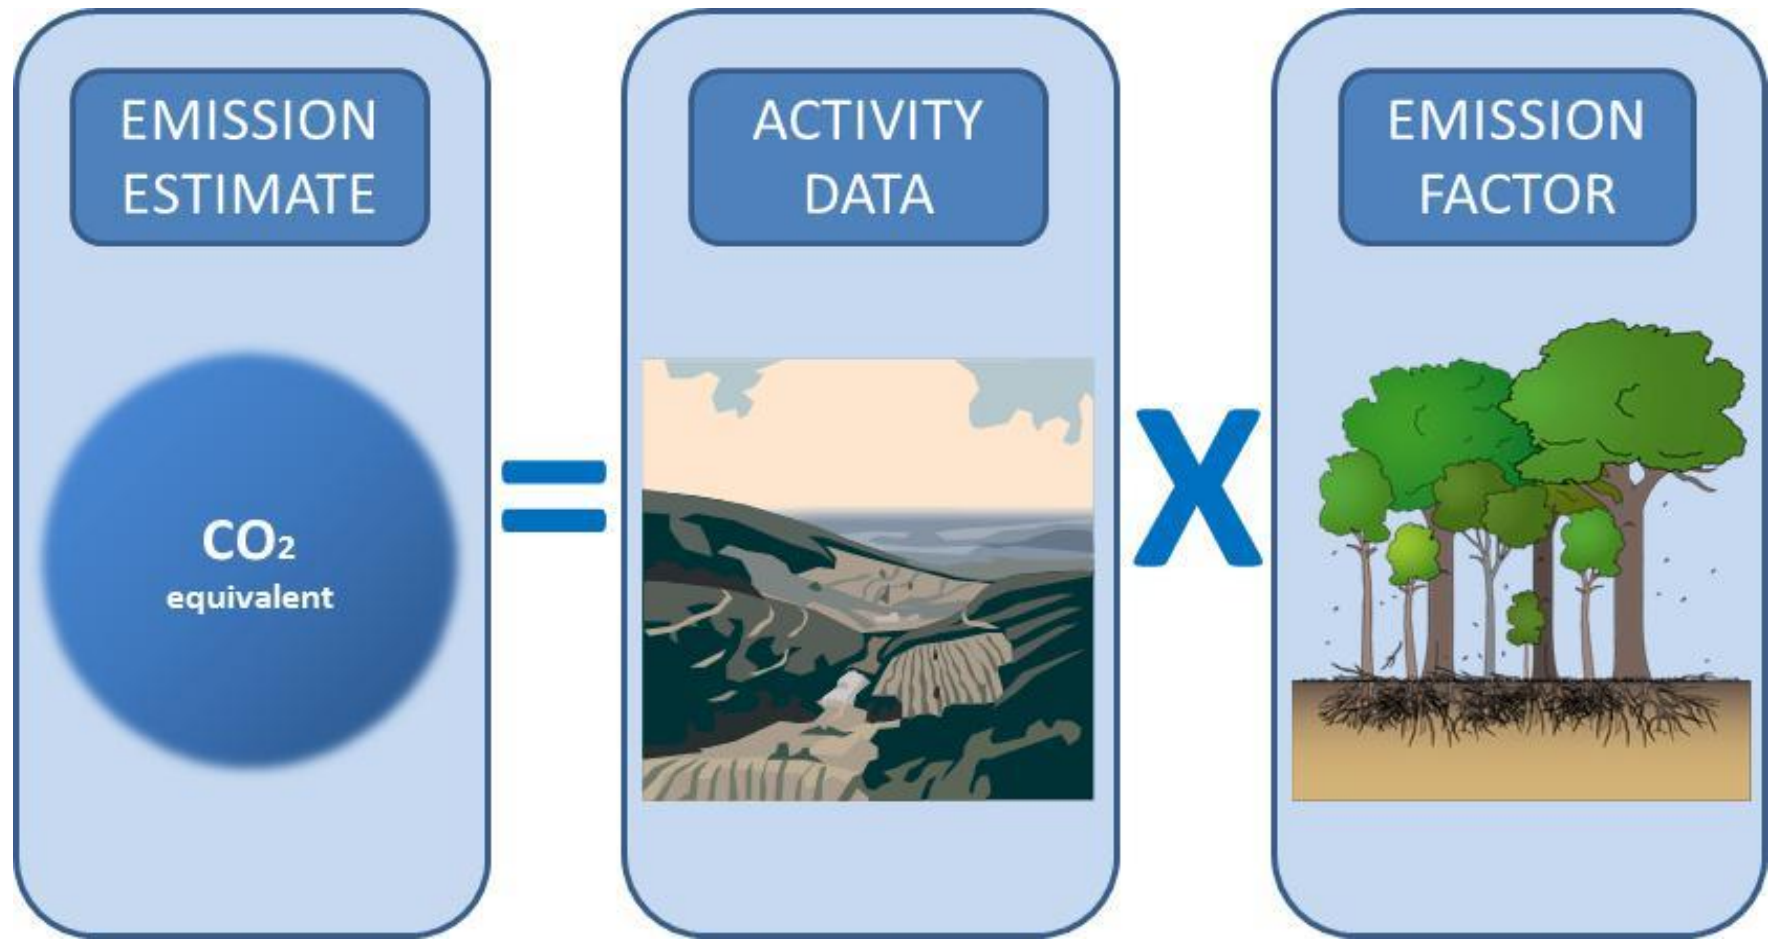 EMISSION
ESTIMATE
CO₂
equivalent
=
ACTIVITY
DATA
X
EMISSION
FACTOR